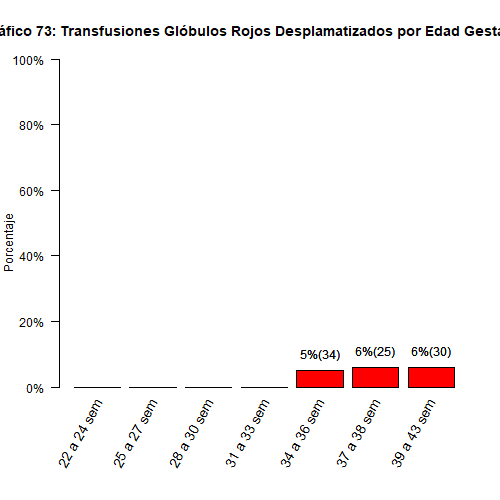 áfico 73: Transfusiones Glóbulos Rojos Desplamatizados por Edad Gesta
Porcentaje
100%
80%
60%
40%
20%
0%
5%(34)
6%(25)
6%(30)
22 a 24 sem
25 a 27 sem
28 a 30 sem
31 a 33 sem
34 a 36 sem
37 a 38 sem
39 a 43 sem